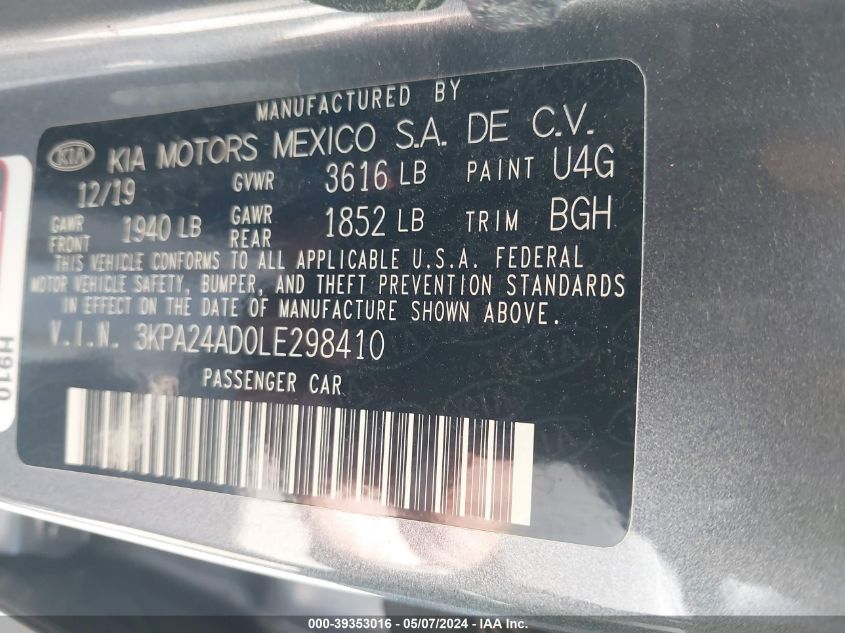 MANUFACTURED BY
KIA KIA MOTORS MEXICO S.A. DE C.V.
12/19 GVWR 3616 LB PAINT U4G
GAWR FRONT 1940 LB GAWR REAR 1852 LB TRIM BGH
THIS VEHICLE CONFORMS TO ALL APPLICABLE U.S.A. FEDERAL
MOTOR VEHICLE SAFETY, BUMPER, AND THEFT PREVENTION STANDARDS
IN EFFECT ON THE DATE OF MANUFACTURE SHOWN ABOVE.
V.I.N. 3KPA24AD0LE298410
PASSENGER CAR
H910
000-39353016 - 05/07/2024 - IAA Inc.